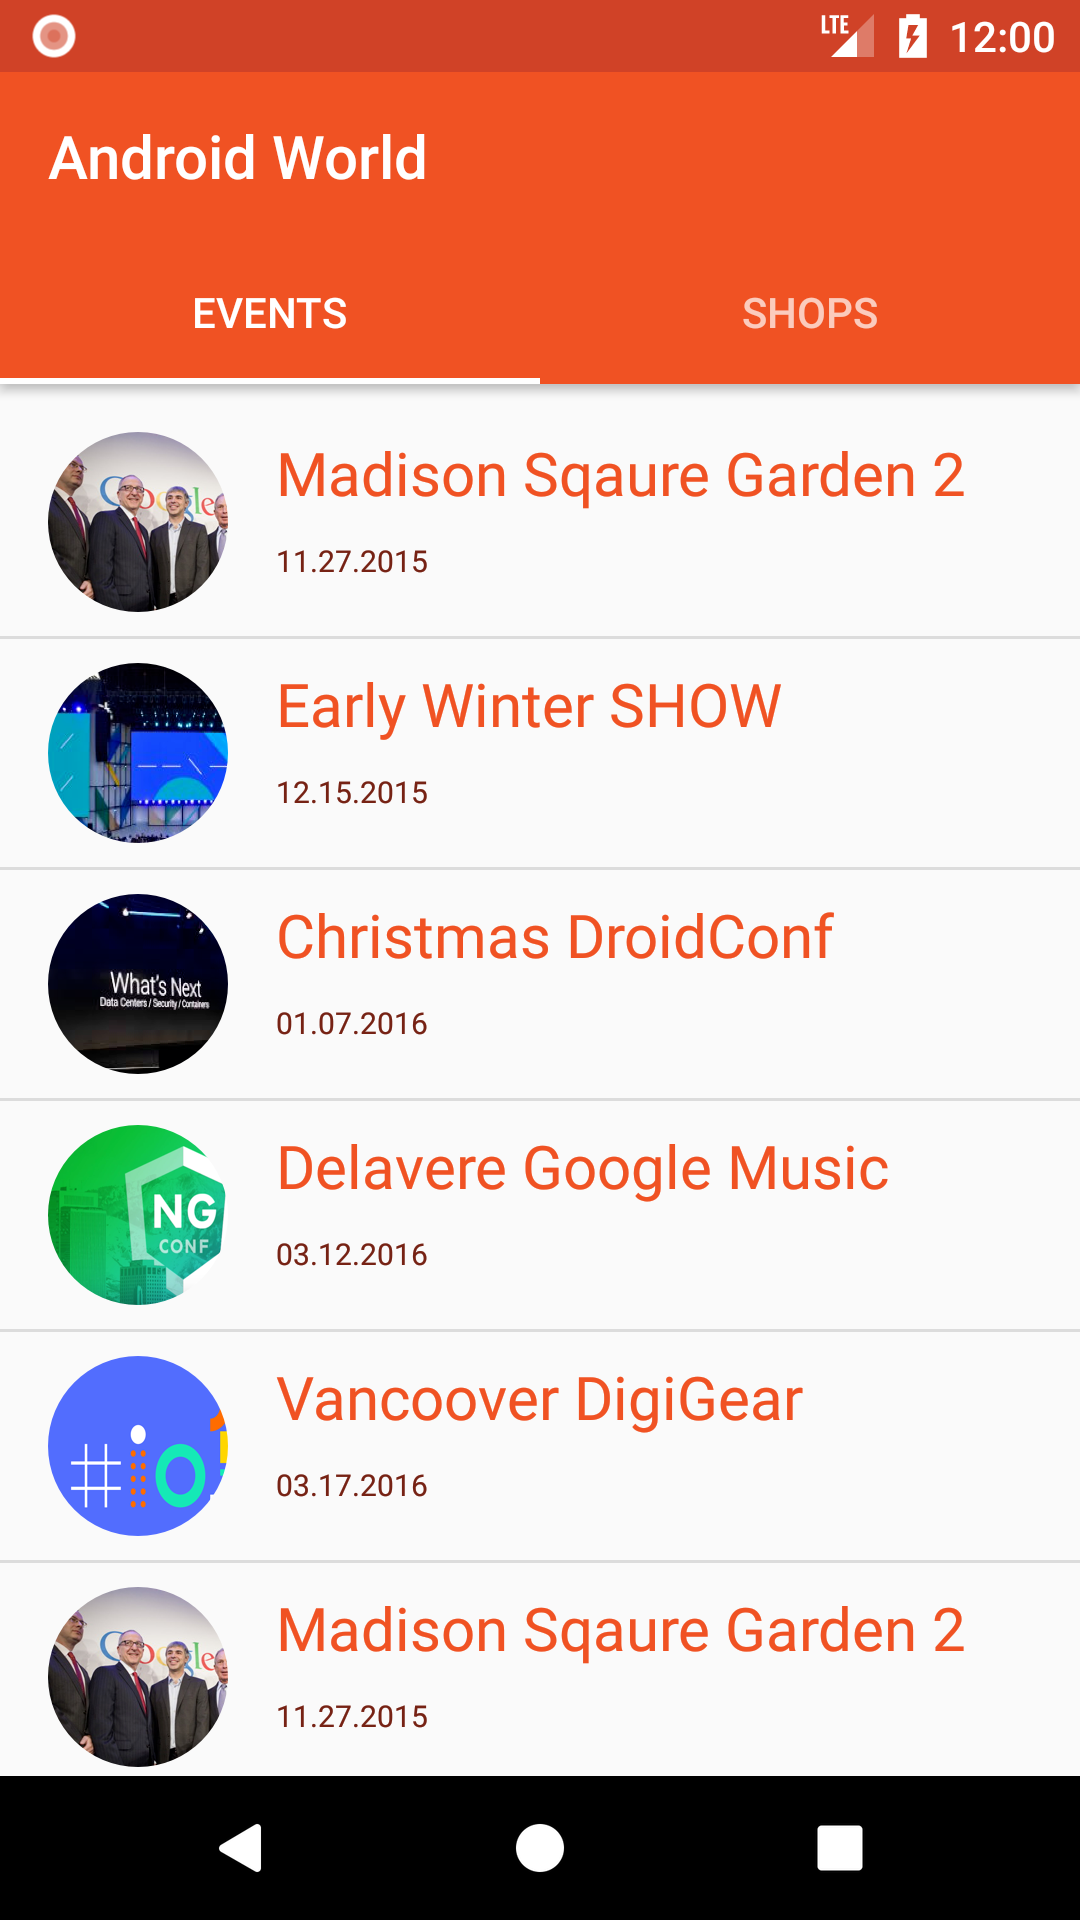 LTE 12:00
Android World
EVENTS SHOPS
Google
Madison Sqaure Garden 2
11.27.2015
Early Winter SHOW
12.15.2015
What's Next
Data Centers / Security / Containers
Christmas DroidConf
01.07.2016
NG
CONF
Delavere Google Music
03.12.2016
#io1
Vancoover DigiGear
03.17.2016
Google
Madison Sqaure Garden 2
11.27.2015